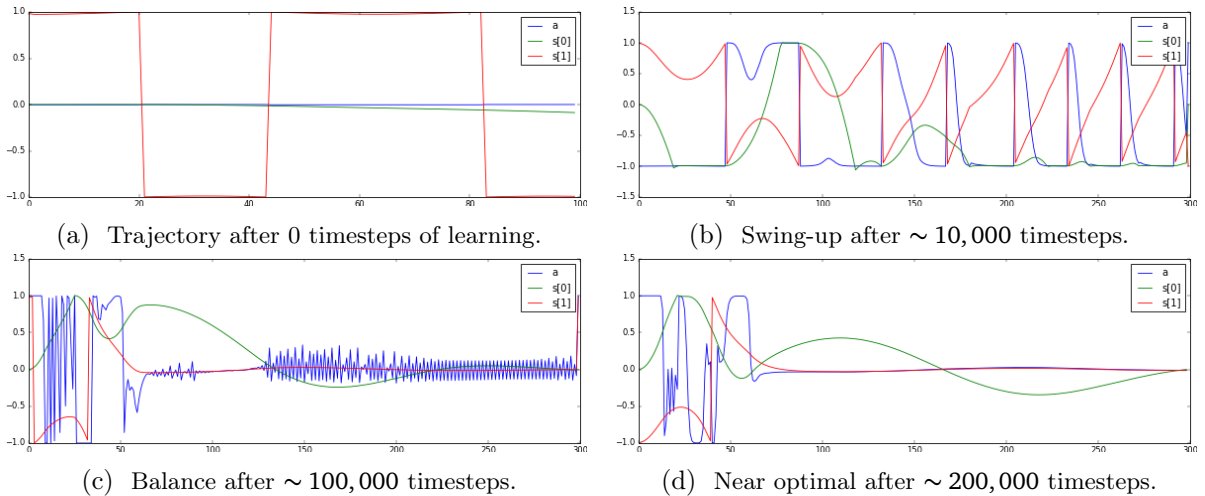 1.0
0.5
0.0
−0.5
−1.0
0 20 40 60 80 100
a
s[0]
s[1]
(a) Trajectory after 0 timesteps of learning.
1.5
1.0
0.5
0.0
−0.5
−1.0
−1.5
0 50 100 150 200 250 300
a
s[0]
s[1]
(b) Swing-up after ∼ 10,000 timesteps.
1.5
1.0
0.5
0.0
−0.5
−1.0
0 50 100 150 200 250 300
a
s[0]
s[1]
(c) Balance after ∼ 100,000 timesteps.
1.5
1.0
0.5
0.0
−0.5
−1.0
0 50 100 150 200 250 300
a
s[0]
s[1]
(d) Near optimal after ∼ 200,000 timesteps.